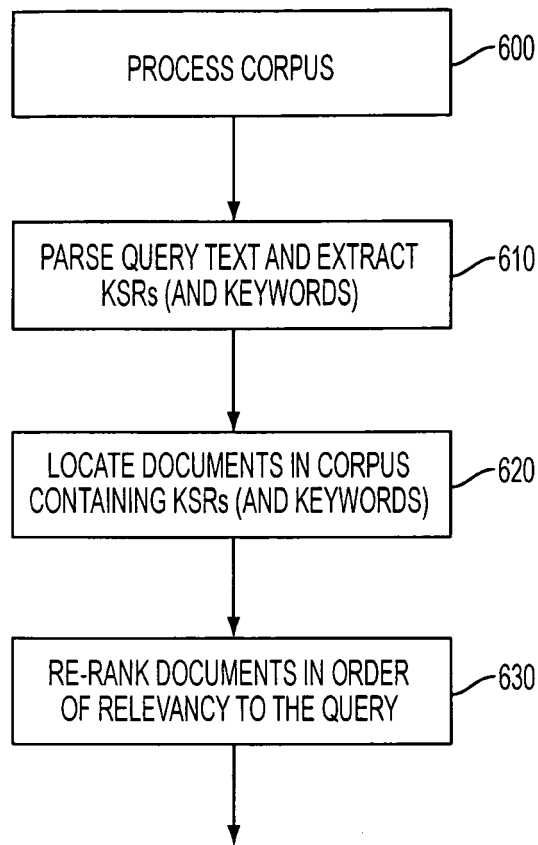 PROCESS CORPUS
600
PARSE QUERY TEXT AND EXTRACT
KSRs (AND KEYWORDS)
610
LOCATE DOCUMENTS IN CORPUS
CONTAINING KSRs (AND KEYWORDS)
620
RE-RANK DOCUMENTS IN ORDER
OF RELEVANCY TO THE QUERY
630